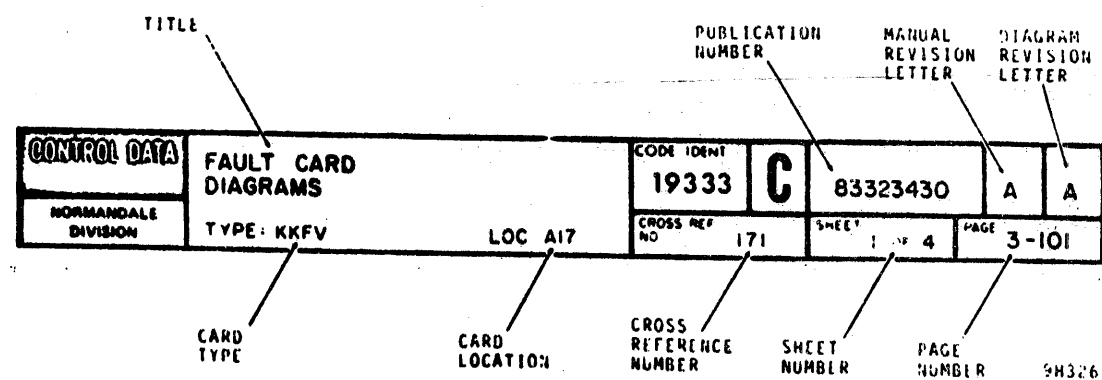 TITLE
PUBLICATION
NUMBER
MANUAL
REVISION
LETTER
DIAGRAM
REVISION
LETTER
CONTROL DATA
NORMANDALE
DIVISION
FAULT CARD
DIAGRAMS
TYPE: KKFV
LOC A17
CODE IDENT
19333
C
83323430
A
A
CROSS REF
NO 171
SHEET
1 OF 4
PAGE
3-101
CARD
TYPE
CARD
LOCATION
CROSS
REFERENCE
NUMBER
SHEET
NUMBER
PAGE
NUMBER
9H326